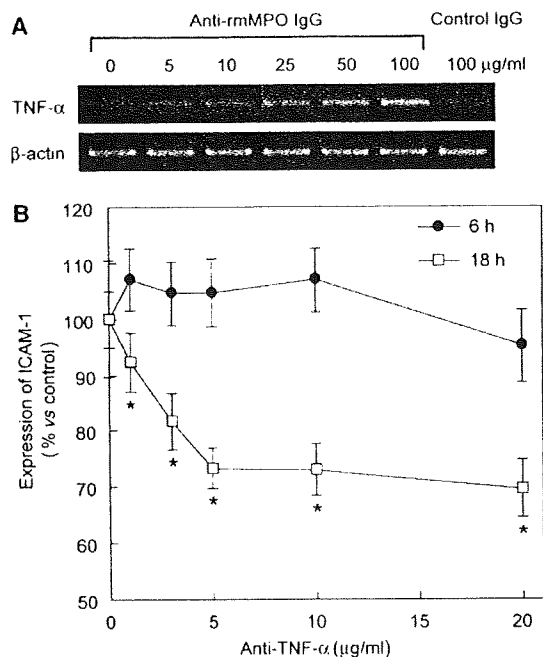 A
Anti-rmMPO IgG Control IgG
0 5 10 25 50 100 100 μg/ml
TNF-α
β-actin
B
120
110
100
90
80
70
60
50
Expression of ICAM-1
(% vs control)
6 h
18 h
*
*
*
*
*
0 5 10 15 20
Anti-TNF-α (μg/ml)